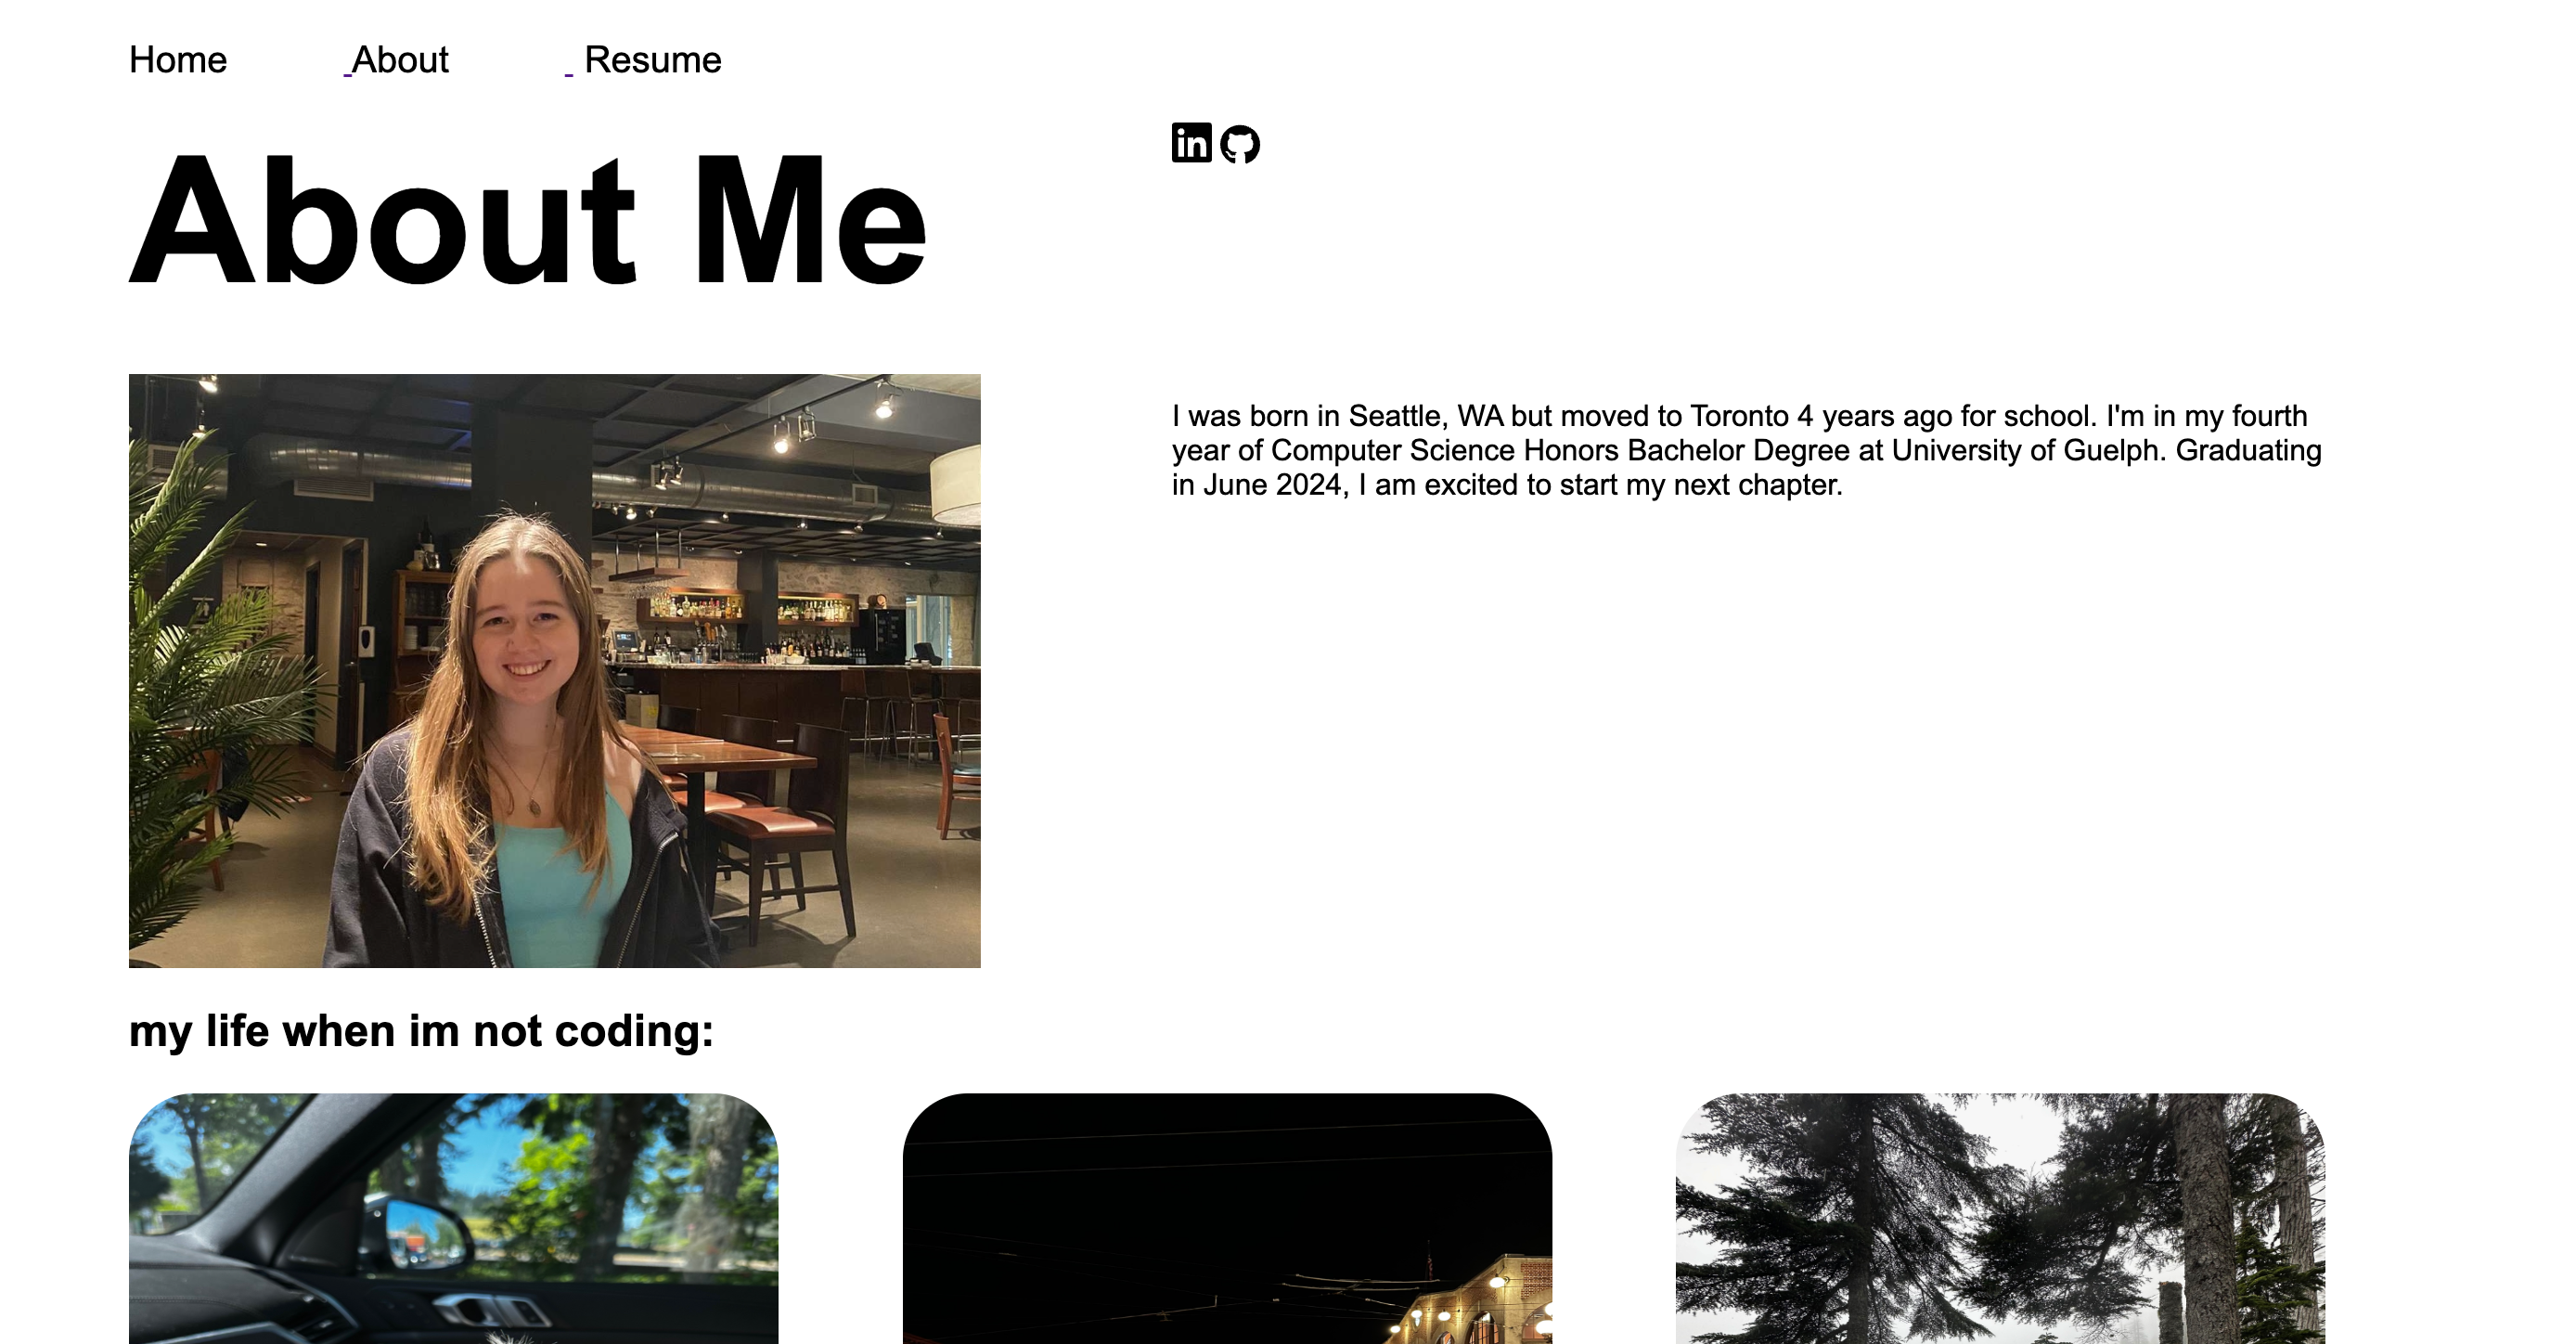 Home About Resume
About Me
in
I was born in Seattle, WA but moved to Toronto 4 years ago for school. I'm in my fourth
year of Computer Science Honors Bachelor Degree at University of Guelph. Graduating
in June 2024, I am excited to start my next chapter.
my life when im not coding: